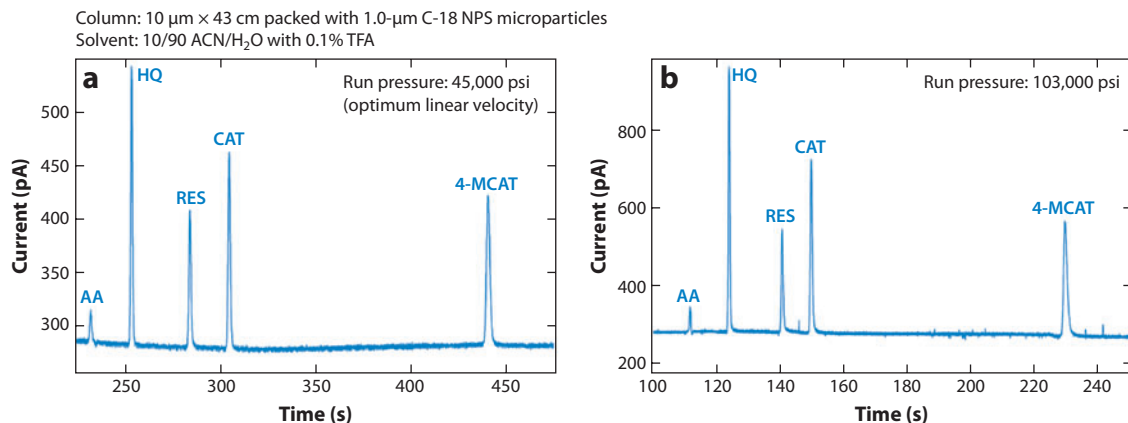 Column: 10 µm × 43 cm packed with 1.0-µm C-18 NPS microparticles
Solvent: 10/90 ACN/H₂O with 0.1% TFA
a
Run pressure: 45,000 psi
(optimum linear velocity)
HQ
CAT
RES
4-MCAT
AA
500
450
400
350
300
Current (pA)
250
300
350
400
450
Time (s)
b
Run pressure: 103,000 psi
HQ
CAT
RES
4-MCAT
AA
800
600
400
200
Current (pA)
100
120
140
160
180
200
220
240
Time (s)